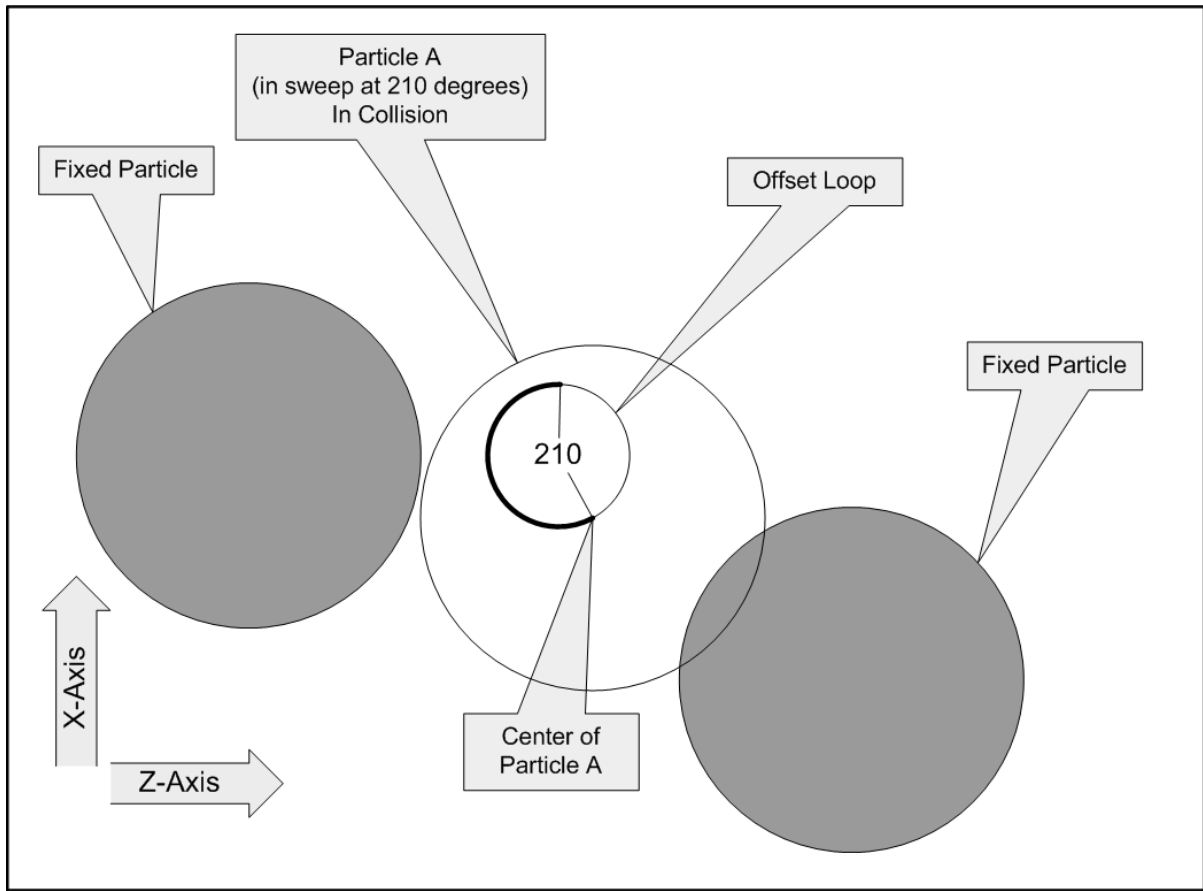 Particle A
(in sweep at 210 degrees)
In Collision
Fixed Particle
Offset Loop
Fixed Particle
210
X-Axis
Z-Axis
Center of
Particle A